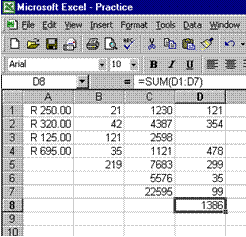 Microsoft Excel - Practice
File Edit View Insert Format Tools Data Window
Arial 10 B I U
D8 = =SUM(D1:D7)
A B C D
1 R 250.00 21 1230 121
2 R 320.00 42 4387 354
3 R 125.00 121 2598
4 R 695.00 35 1121 478
5 219 7683 299
6 5576 35
7 22595 99
8 1386
9
10